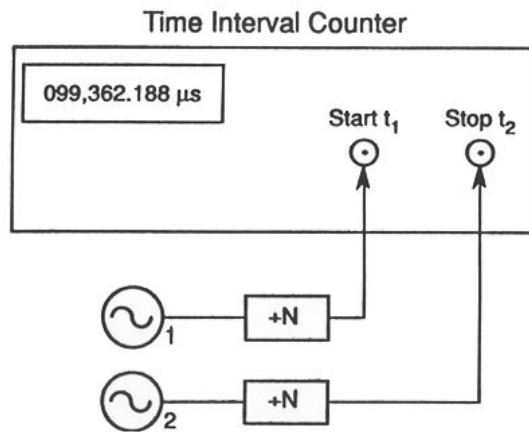 Time Interval Counter
099,362.188 μs
Start t₁
Stop t₂
1
+N
2
+N